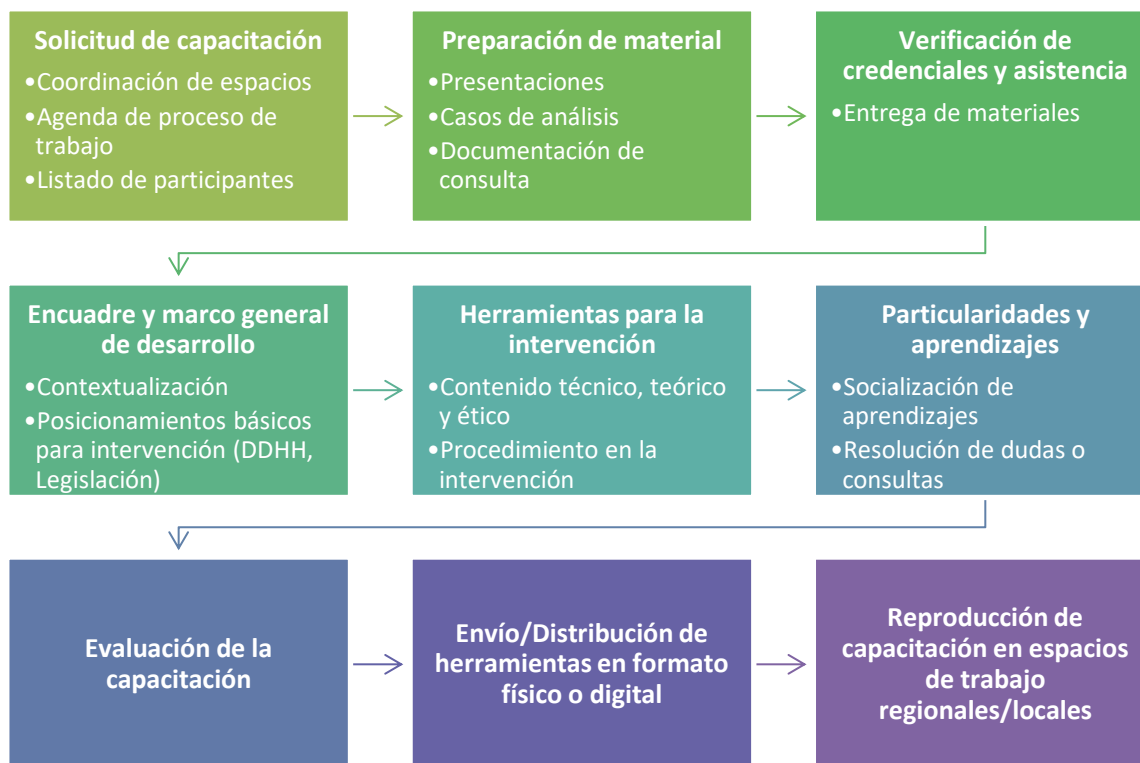 Solicitud de capacitación
•Coordinación de espacios
•Agenda de proceso de
trabajo
•Listado de participantes
Preparación de material
•Presentaciones
•Casos de análisis
•Documentación de
consulta
Verificación de
credenciales y asistencia
•Entrega de materiales
Encuadre y marco general
de desarrollo
•Contextualización
•Posicionamientos básicos
para intervención (DDHH,
Legislación)
Herramientas para la
intervención
•Contenido técnico, teórico
y ético
•Procedimiento en la
intervención
Particularidades y
aprendizajes
•Socialización de
aprendizajes
•Resolución de dudas o
consultas
Evaluación de la
capacitación
Envío/Distribución de
herramientas en formato
físico o digital
Reproducción de
capacitación en espacios
de trabajo
regionales/locales